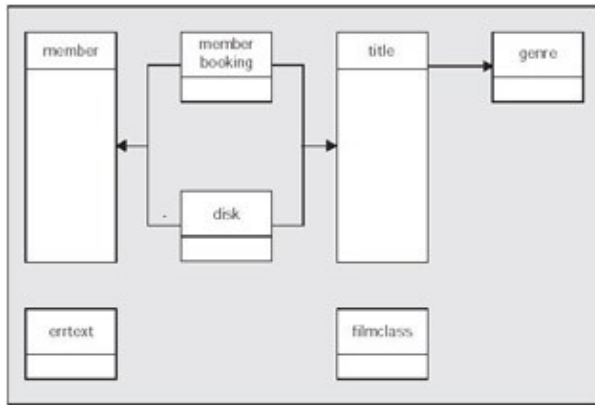 member
member
booking
title
genre
disk
errtext
filmclass